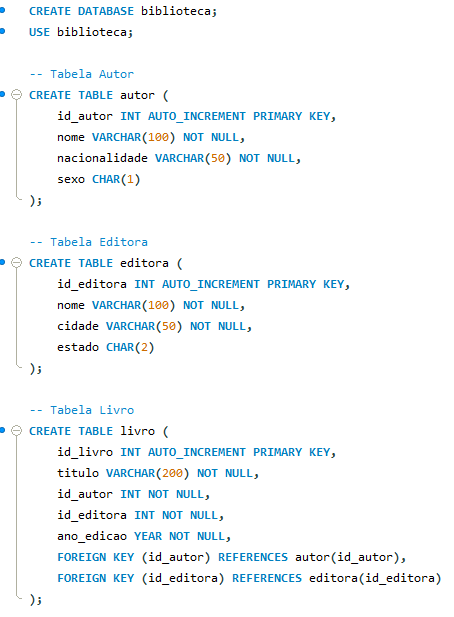 CREATE DATABASE biblioteca;
USE biblioteca;
-- Tabela Autor
CREATE TABLE autor (
id_autor INT AUTO_INCREMENT PRIMARY KEY,
nome VARCHAR(100) NOT NULL,
nacionalidade VARCHAR(50) NOT NULL,
sexo CHAR(1)
);
-- Tabela Editora
CREATE TABLE editora (
id_editora INT AUTO_INCREMENT PRIMARY KEY,
nome VARCHAR(100) NOT NULL,
cidade VARCHAR(50) NOT NULL,
estado CHAR(2)
);
-- Tabela Livro
CREATE TABLE livro (
id_livro INT AUTO_INCREMENT PRIMARY KEY,
titulo VARCHAR(200) NOT NULL,
id_autor INT NOT NULL,
id_editora INT NOT NULL,
ano_edicao YEAR NOT NULL,
FOREIGN KEY (id_autor) REFERENCES autor(id_autor),
FOREIGN KEY (id_editora) REFERENCES editora(id_editora)
);